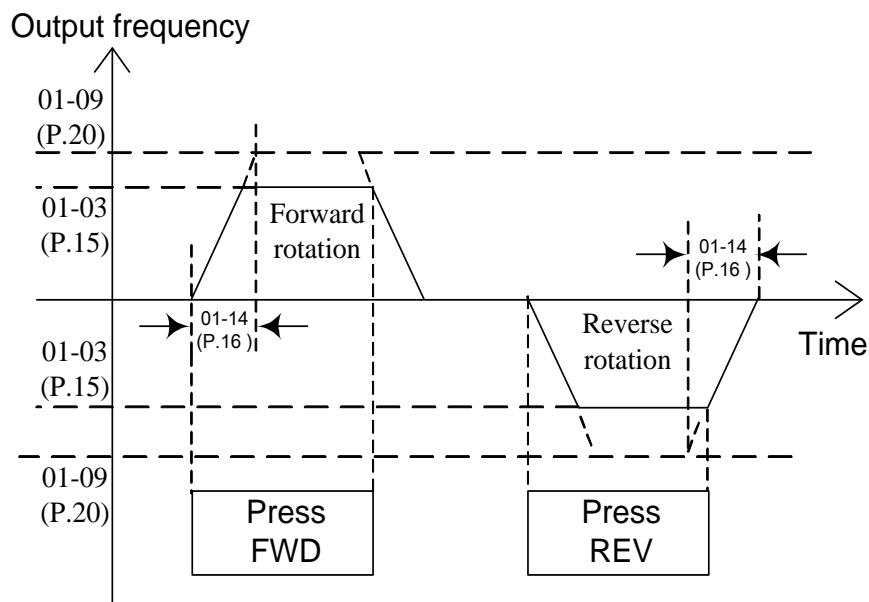 Output frequency
01-09
(P.20)
01-03
(P.15)
Forward
rotation
01-14
(P.16 )
01-14
(P.16 )
Time
01-03
(P.15)
Reverse
rotation
01-09
(P.20)
Press
FWD
Press
REV